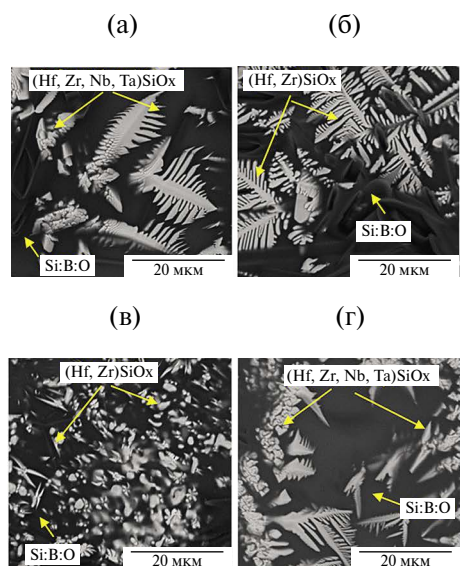 (а)
(б)
(Hf, Zr, Nb, Ta)SiOx
(Hf, Zr)SiOx
Si:B:O
20 мкм
Si:B:O
20 мкм
(в)
(г)
(Hf, Zr)SiOx
(Hf, Zr, Nb, Ta)SiOx
Si:B:O
20 мкм
Si:B:O
20 мкм